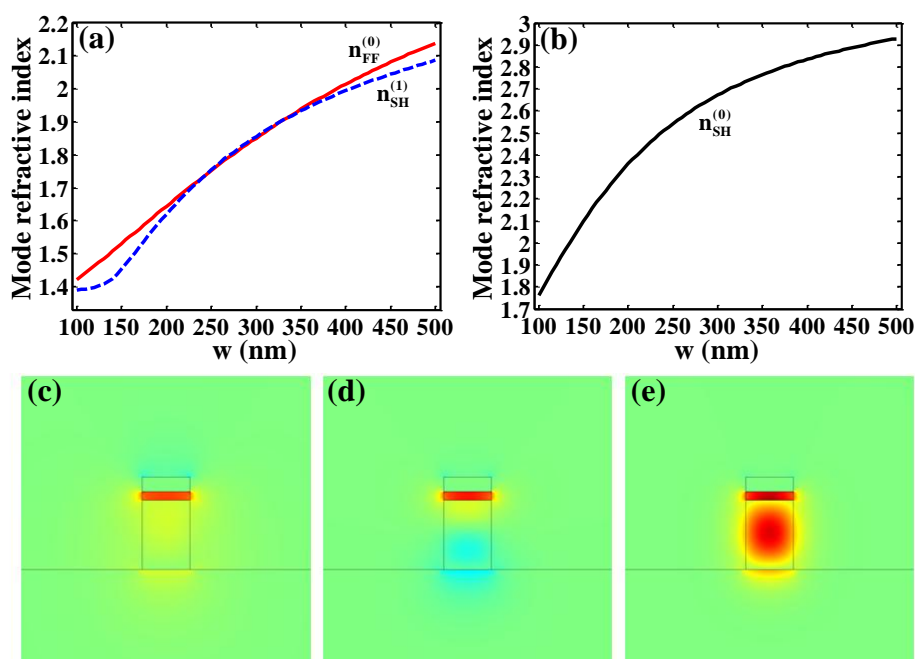 (a)
Mode refractive index
2.2
2.1
2
1.9
1.8
1.7
1.6
1.5
1.4
n_FF^(0)
n_SH^(1)
100 150 200 250 300 350 400 450 500
w (nm)
(b)
Mode refractive index
3
2.9
2.8
2.7
2.6
2.5
2.4
2.3
2.2
2.1
2
1.9
1.8
1.7
n_SH^(0)
100 150 200 250 300 350 400 450 500
w (nm)
(c)
(d)
(e)